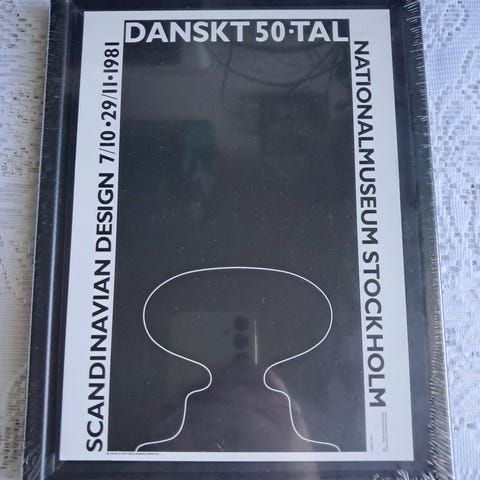 DANSKT 50·TAL
SCANDINAVIAN DESIGN 7/10·29/11·1981
NATIONALMUSEUM STOCKHOLM